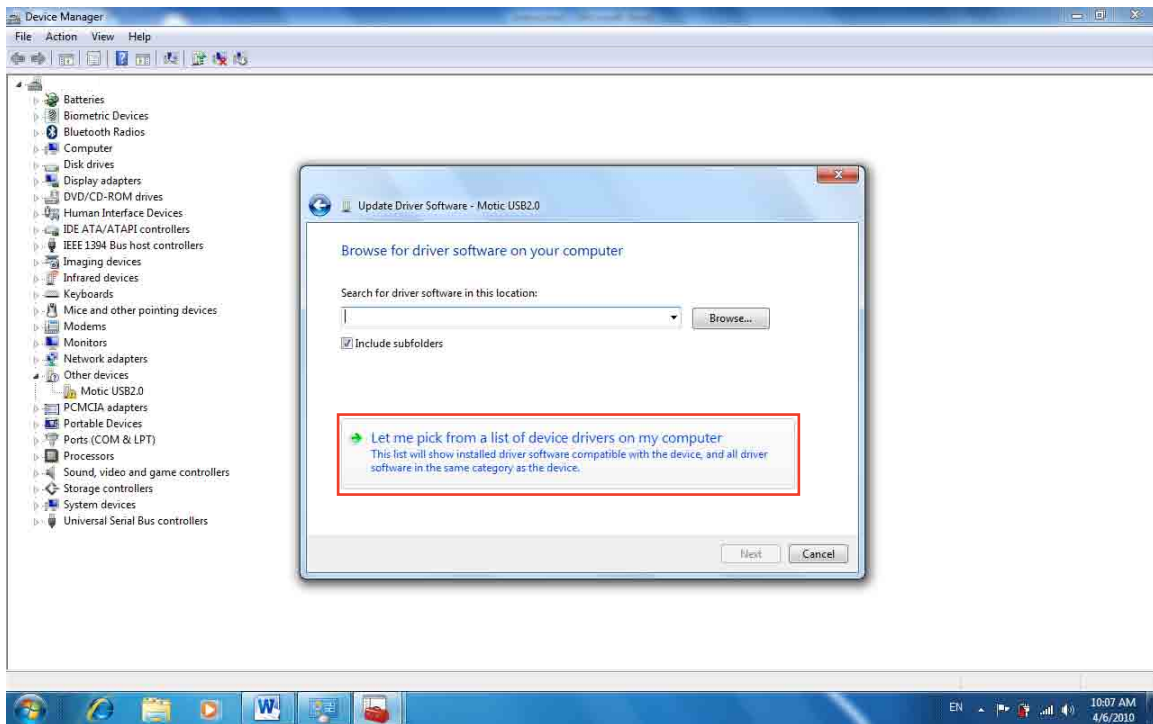 Device Manager
File Action View Help
Batteries
Biometric Devices
Bluetooth Radios
Computer
Disk drives
Display adapters
DVD/CD-ROM drives
Human Interface Devices
IDE ATA/ATAPI controllers
IEEE 1394 Bus host controllers
Imaging devices
Infrared devices
Keyboards
Mice and other pointing devices
Modems
Monitors
Network adapters
Other devices
Motic USB2.0
PCMCIA adapters
Portable Devices
Ports (COM & LPT)
Processors
Sound, video and game controllers
Storage controllers
System devices
Universal Serial Bus controllers
Update Driver Software - Motic USB2.0
Browse for driver software on your computer
Search for driver software in this location:
Browse...
Include subfolders
Let me pick from a list of device drivers on my computer
This list will show installed driver software compatible with the device, and all driver
software in the same category as the device.
Next Cancel
EN
10:07 AM
4/6/2010